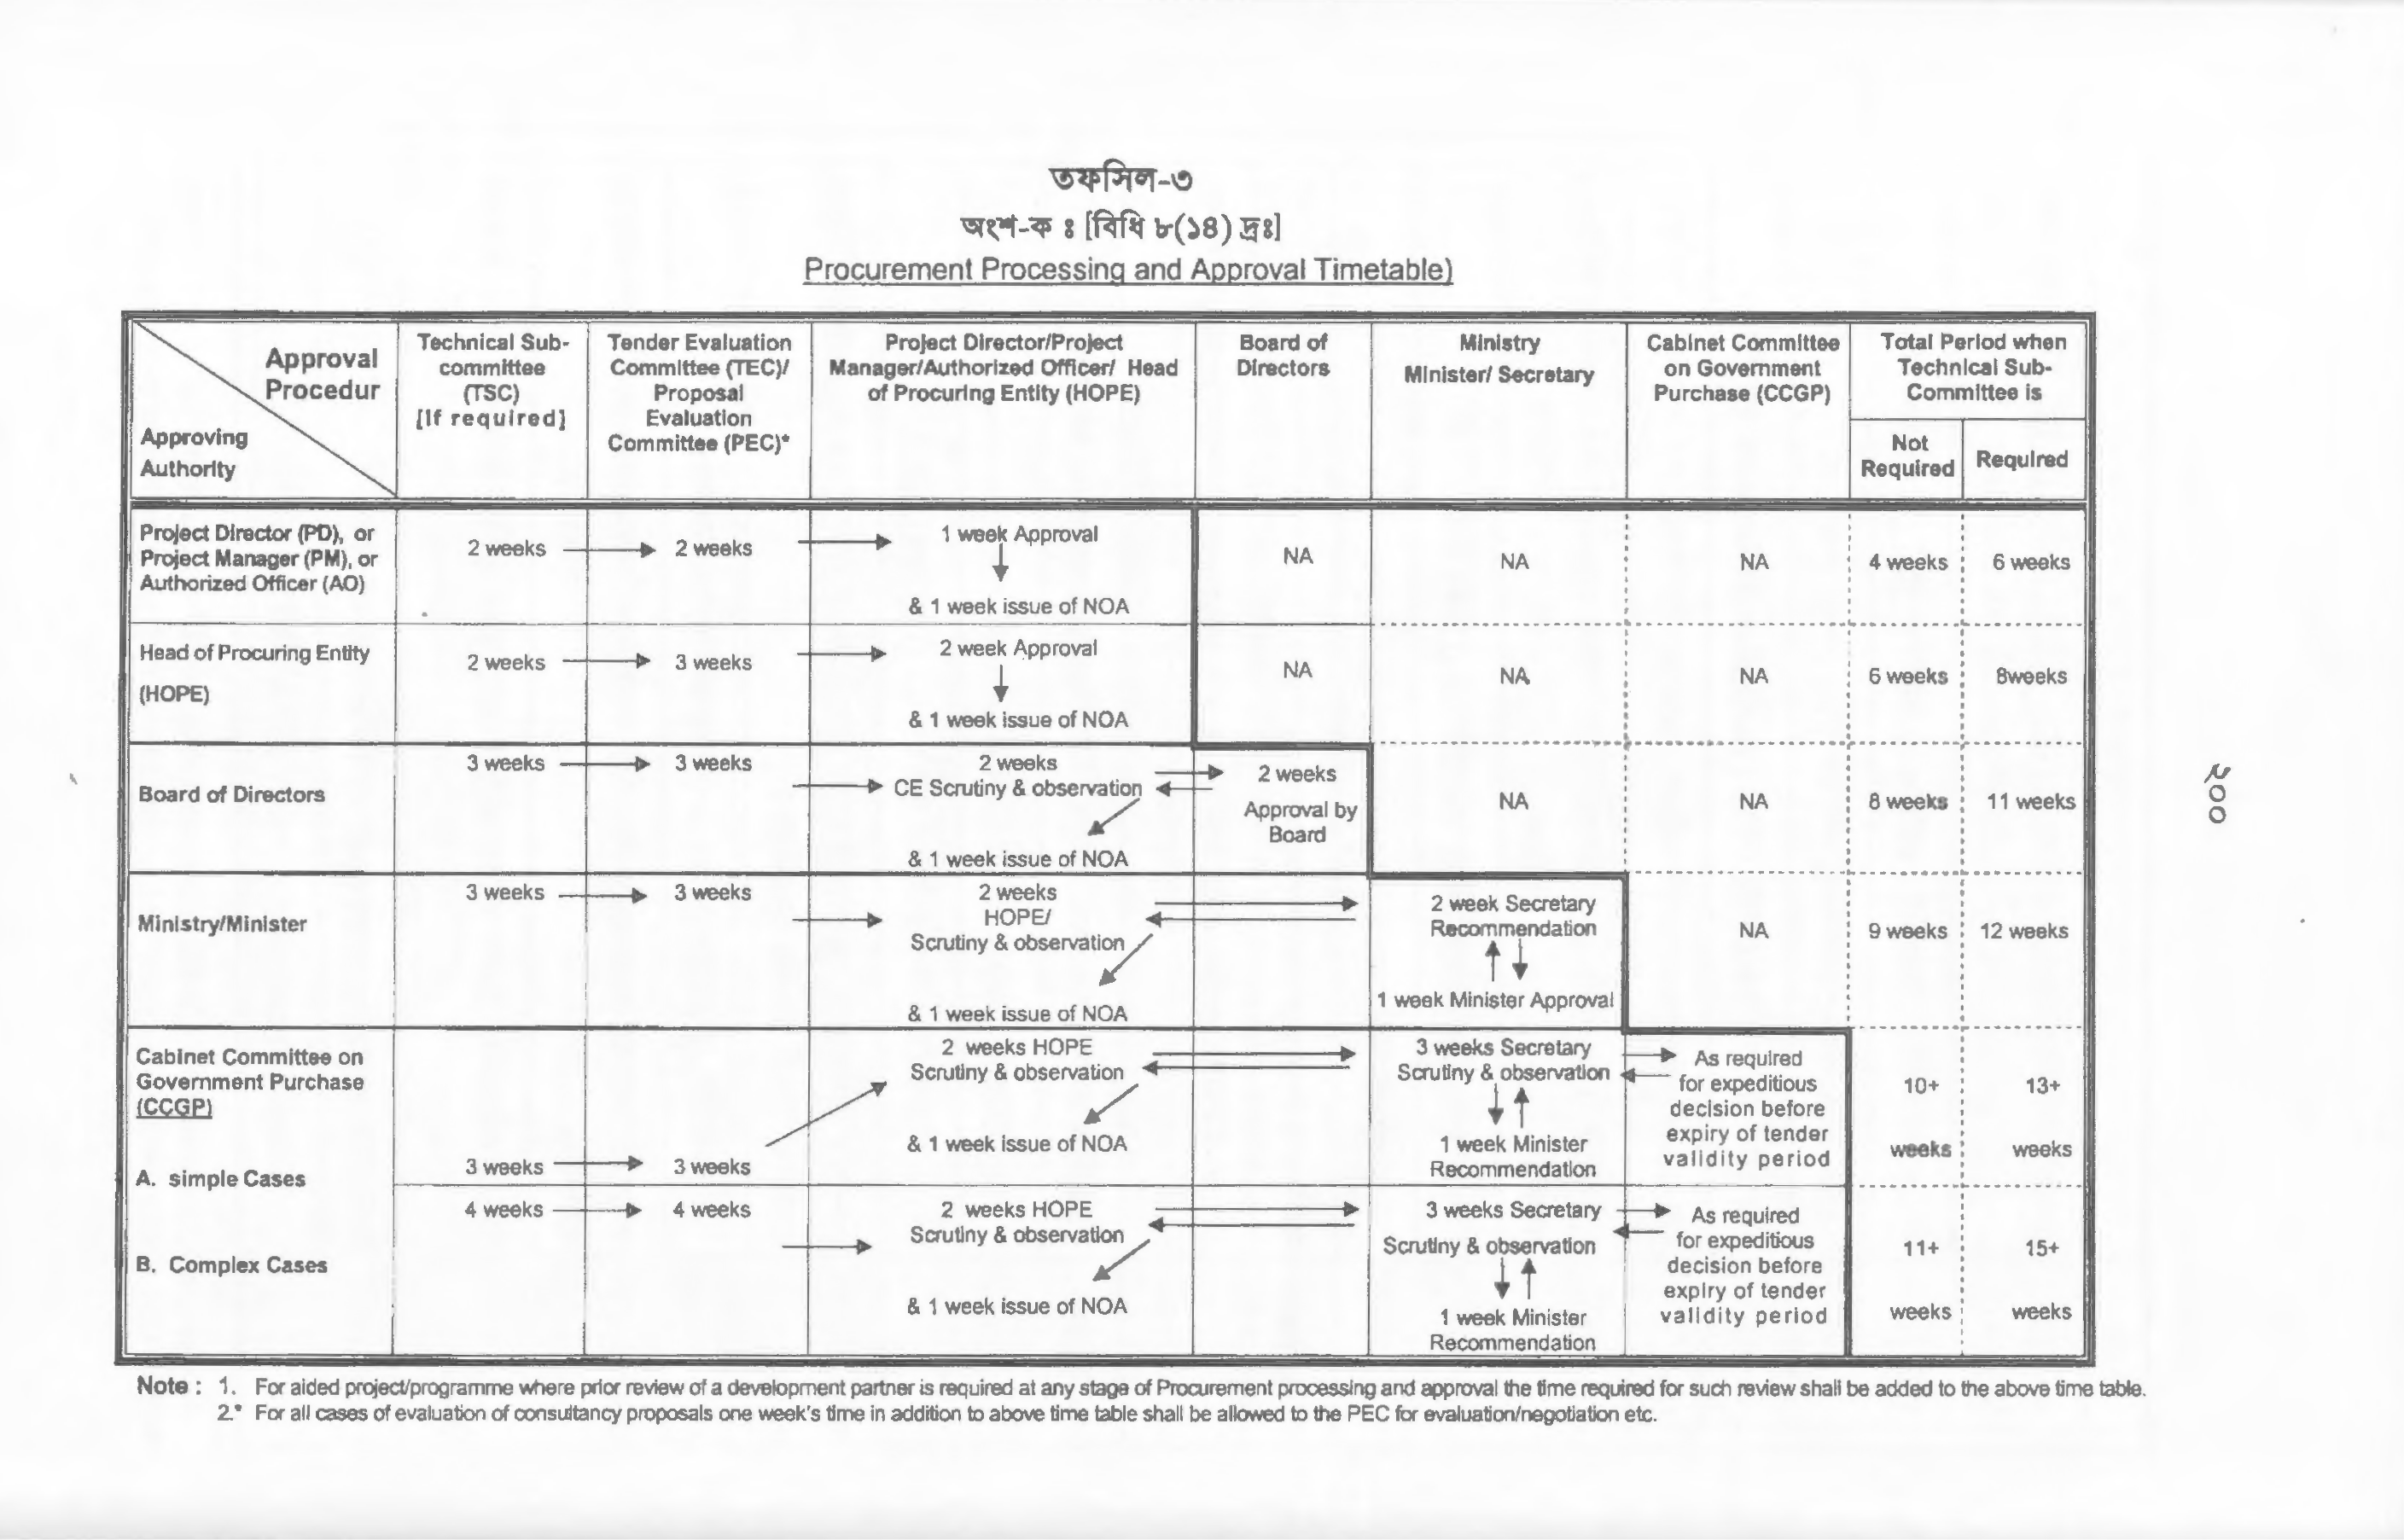 তফসিল-৩
অংশ-ক ঃ [বিধি ৮(১৪) দ্রঃ]
Procurement Processing and Approval Timetable)
Approval
Procedur
Approving
Authority
Technical Sub-
committee
(TSC)
[If required]
Tender Evaluation
Committee (TEC)/
Proposal
Evaluation
Committee (PEC)*
Project Director/Project
Manager/Authorized Officer/ Head
of Procuring Entity (HOPE)
Board of
Directors
Ministry
Minister/ Secretary
Cabinet Committee
on Government
Purchase (CCGP)
Total Period when
Technical Sub-
Committee is
Not
Required
Required
Project Director (PD), or
Project Manager (PM), or
Authorized Officer (AO)
2 weeks
2 weeks
1 week Approval
& 1 week issue of NOA
NA
NA
NA
4 weeks
6 weeks
Head of Procuring Entity
(HOPE)
2 weeks
3 weeks
2 week Approval
& 1 week issue of NOA
NA
NA
NA
6 weeks
8weeks
Board of Directors
3 weeks
3 weeks
2 weeks
CE Scrutiny & observation
& 1 week issue of NOA
2 weeks
Approval by
Board
NA
NA
8 weeks
11 weeks
Ministry/Minister
3 weeks
3 weeks
2 weeks
HOPE/
Scrutiny & observation
& 1 week issue of NOA
2 week Secretary
Recommendation
1 week Minister Approval
NA
9 weeks
12 weeks
Cabinet Committee on
Government Purchase
(CCGP)
A. simple Cases
3 weeks
3 weeks
2 weeks HOPE
Scrutiny & observation
& 1 week issue of NOA
3 weeks Secretary
Scrutiny & observation
1 week Minister
Recommendation
As required
for expeditious
decision before
expiry of tender
validity period
10+
weeks
13+
weeks
B. Complex Cases
4 weeks
4 weeks
2 weeks HOPE
Scrutiny & observation
& 1 week issue of NOA
3 weeks Secretary
Scrutiny & observation
1 week Minister
Recommendation
As required
for expeditious
decision before
expiry of tender
validity period
11+
weeks
15+
weeks
Note : 1. For aided project/programme where prior review of a development partner is required at any stage of Procurement processing and approval the time required for such review shall be added to the above time table.
2.* For all cases of evaluation of consultancy proposals one week's time in addition to above time table shall be allowed to the PEC for evaluation/negotiation etc.
২০০